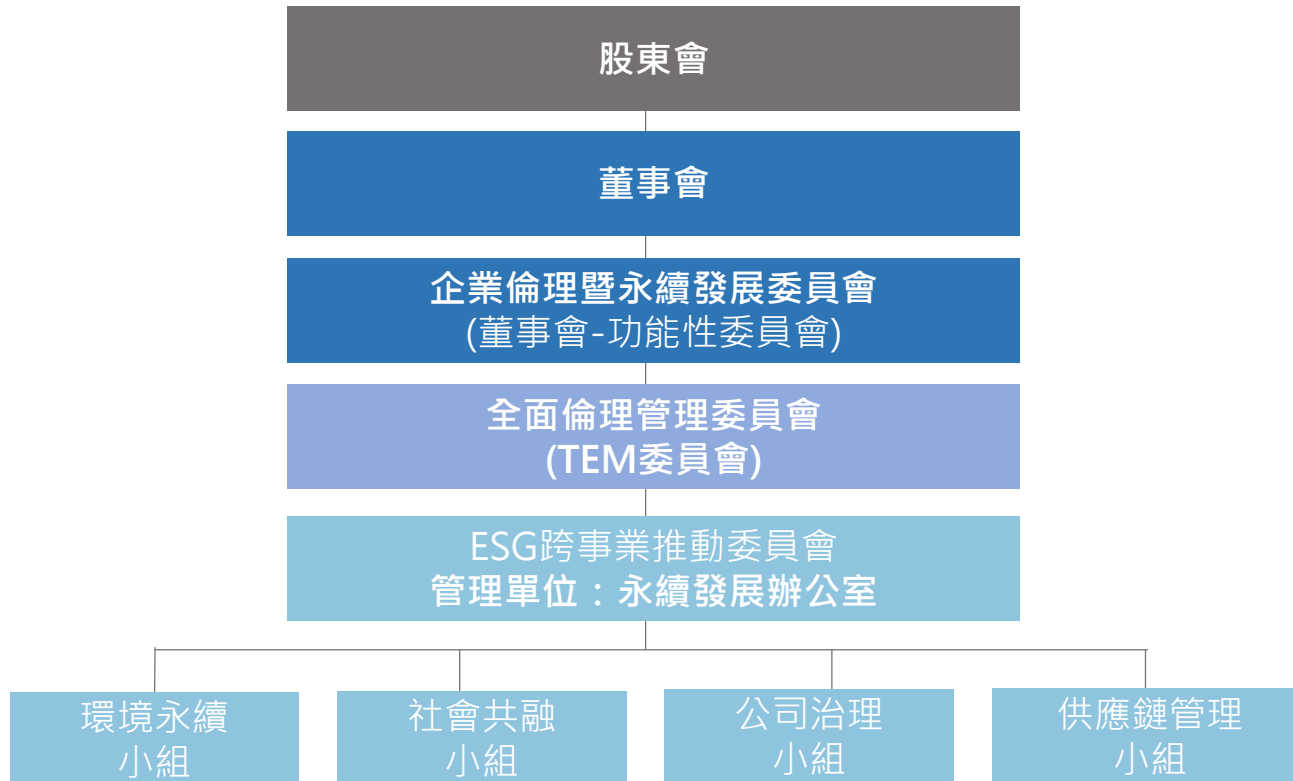 股東會
董事會
企業倫理暨永續發展委員會
(董事會-功能性委員會)
全面倫理管理委員會
(TEM委員會)
ESG跨事業推動委員會
管理單位：永續發展辦公室
環境永續
小組
社會共融
小組
公司治理
小組
供應鏈管理
小組